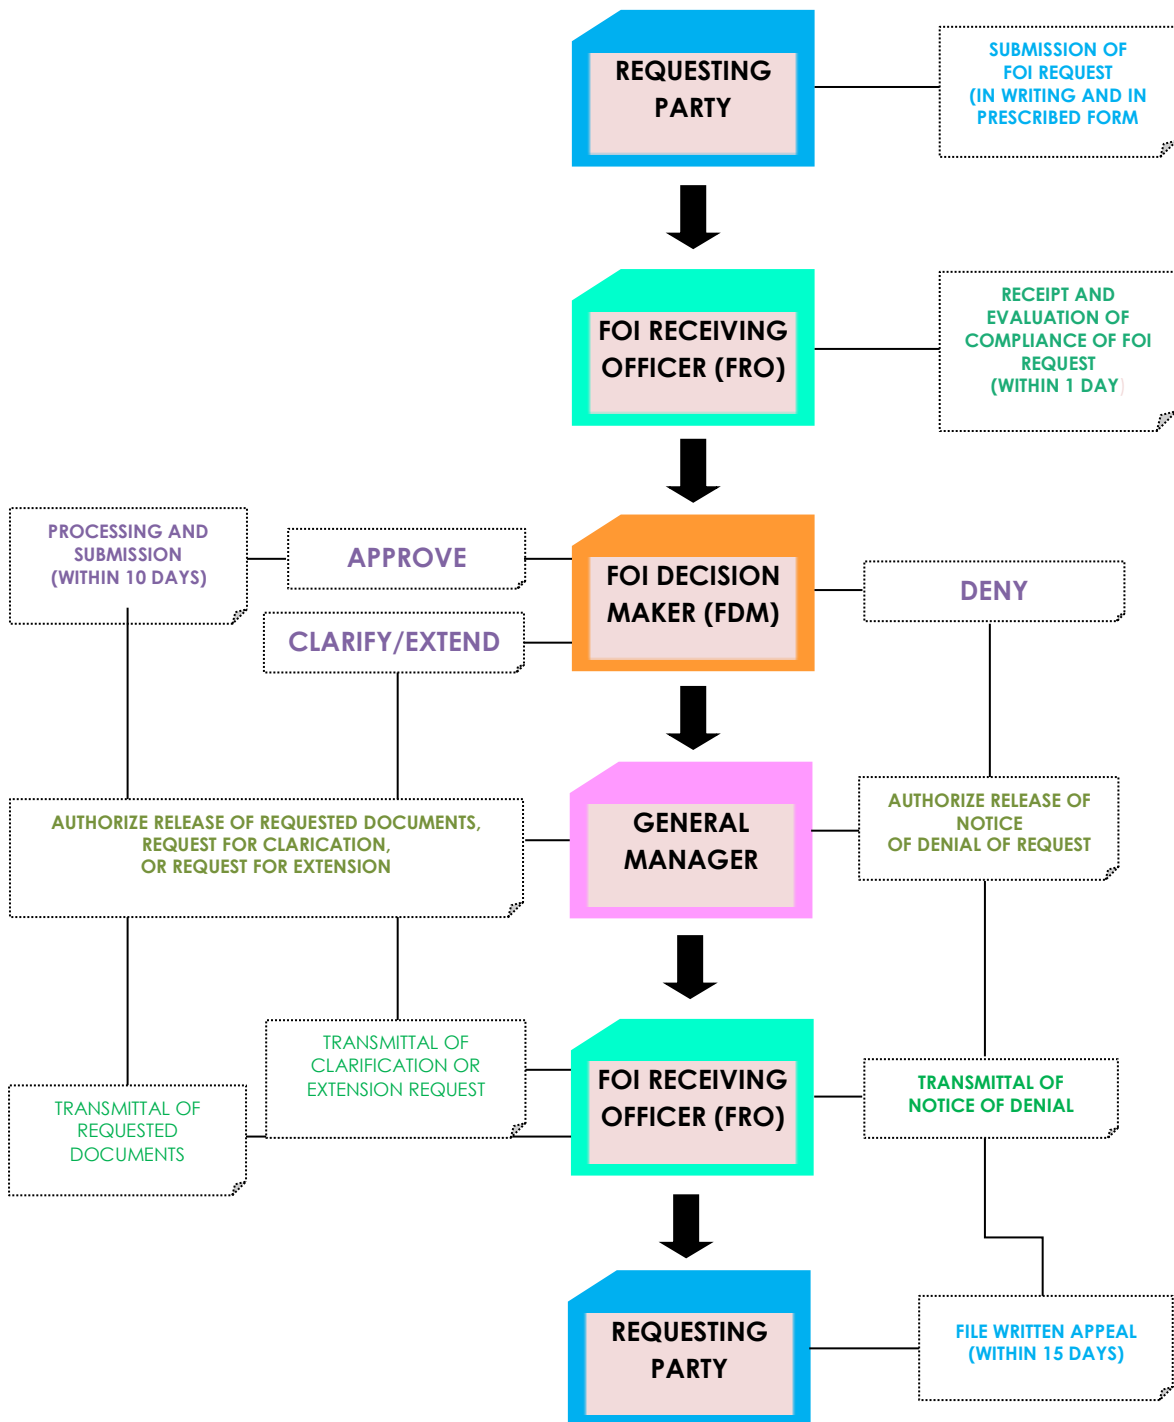 REQUESTING
PARTY
SUBMISSION OF
FOI REQUEST
(IN WRITING AND IN
PRESCRIBED FORM
FOI RECEIVING
OFFICER (FRO)
RECEIPT AND
EVALUATION OF
COMPLIANCE OF FOI
REQUEST
(WITHIN 1 DAY)
PROCESSING AND
SUBMISSION
(WITHIN 10 DAYS)
APPROVE
CLARIFY/EXTEND
FOI DECISION
MAKER (FDM)
DENY
AUTHORIZE RELEASE OF REQUESTED DOCUMENTS,
REQUEST FOR CLARICATION,
OR REQUEST FOR EXTENSION
GENERAL
MANAGER
AUTHORIZE RELEASE OF
NOTICE
OF DENIAL OF REQUEST
TRANSMITTAL OF
REQUESTED
DOCUMENTS
TRANSMITTAL OF
CLARIFICATION OR
EXTENSION REQUEST
FOI RECEIVING
OFFICER (FRO)
TRANSMITTAL OF
NOTICE OF DENIAL
REQUESTING
PARTY
FILE WRITTEN APPEAL
(WITHIN 15 DAYS)